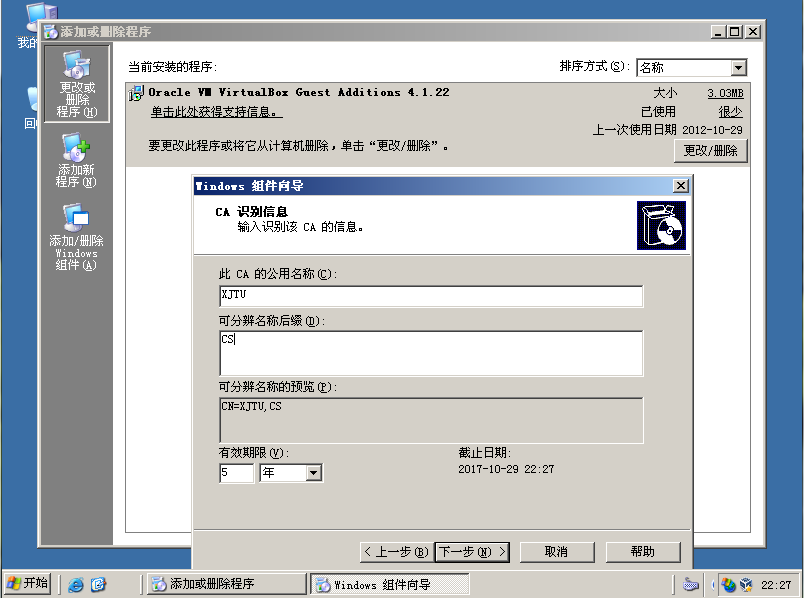 我的
回
添加或删除程序
更改或
删除
程序(H)
添加新
程序(N)
添加/删除
Windows
组件(A)
当前安装的程序:
排序方式(S):
名称
Oracle VM VirtualBox Guest Additions 4.1.22
大小
3.03MB
单击此处获得支持信息。
已使用
很少
上一次使用日期
2012-10-29
要更改此程序或将它从计算机删除，单击“更改/删除”。
更改/删除
Windows 组件向导
CA 识别信息
输入识别该 CA 的信息。
此 CA 的公用名称(C):
XJTU
可分辨名称后缀(D):
CS
可分辨名称的预览(P):
CN=XJTU,CS
有效期限(V):
截止日期:
5
年
2017-10-29 22:27
< 上一步(B)
下一步(N) >
取消
帮助
开始
添加或删除程序
Windows 组件向导
22:27